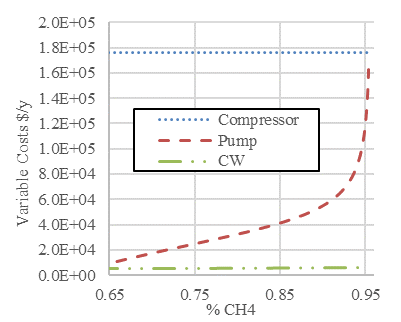 2.0E+05
1.8E+05
1.6E+05
1.4E+05
1.2E+05
1.0E+05
8.0E+04
6.0E+04
4.0E+04
2.0E+04
0.0E+00
Variable Costs $/y
Compressor
Pump
CW
0.65 0.75 0.85 0.95
% CH4